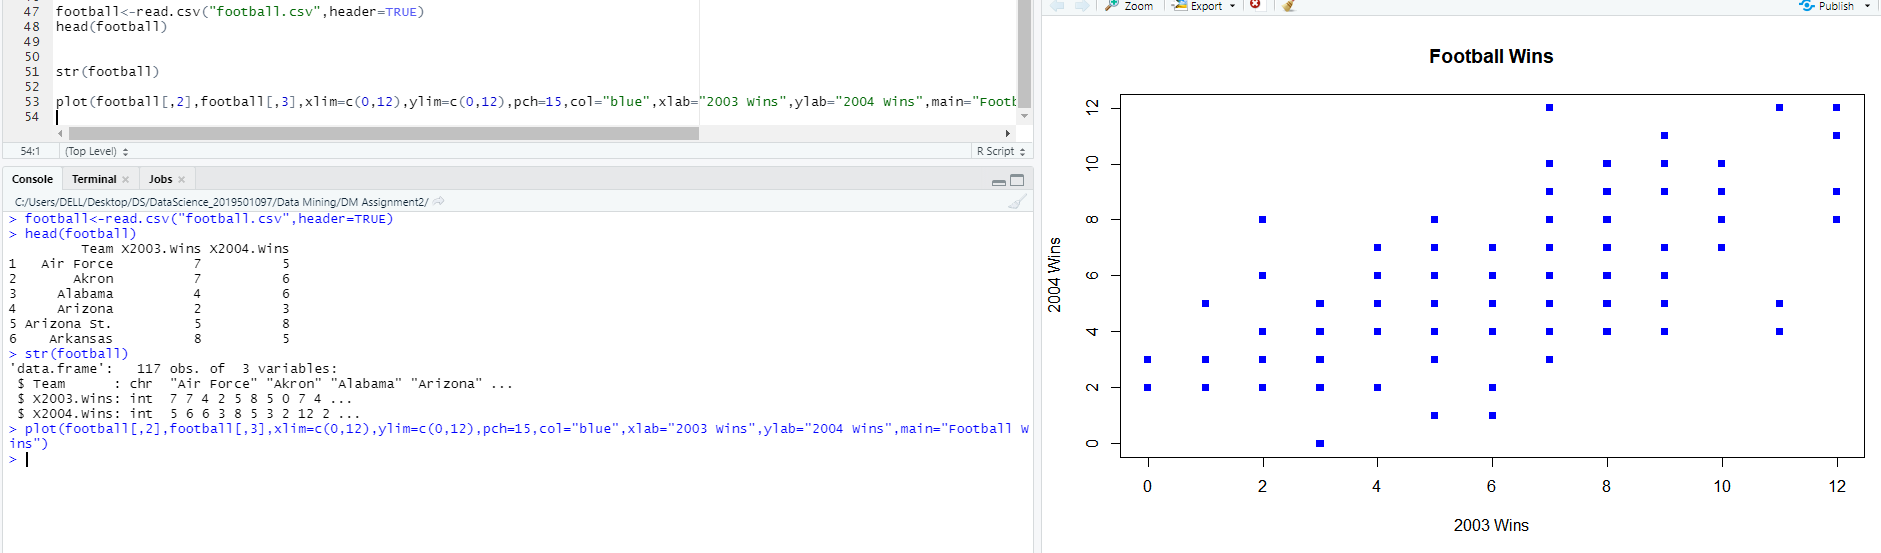 47 football<-read.csv("football.csv",header=TRUE)
48 head(football)
49
50
51 str(football)
52
53 plot(football[,2],football[,3],xlim=c(0,12),ylim=c(0,12),pch=15,col="blue",xlab="2003 Wins",ylab="2004 Wins",main="Footb
54
54:1 (Top Level) R Script
Console Terminal Jobs
C:/Users/DELL/Desktop/DS/DataScience_2019501097/Data Mining/DM Assignment2/
> football<-read.csv("football.csv",header=TRUE)
> head(football)
Team X2003.Wins X2004.Wins
1 Air Force 7 5
2 Akron 7 6
3 Alabama 4 6
4 Arizona 2 3
5 Arizona St. 5 8
6 Arkansas 8 5
> str(football)
'data.frame': 117 obs. of 3 variables:
$ Team : chr "Air Force" "Akron" "Alabama" "Arizona" ...
$ X2003.Wins: int 7 7 4 2 5 8 5 0 7 4 ...
$ X2004.Wins: int 5 6 6 3 8 5 3 2 12 2 ...
> plot(football[,2],football[,3],xlim=c(0,12),ylim=c(0,12),pch=15,col="blue",xlab="2003 Wins",ylab="2004 Wins",main="Football W
ins")
>
Zoom Export Publish
Football Wins
12
10
8
6
4
2
0
2004 Wins
0 2 4 6 8 10 12
2003 Wins